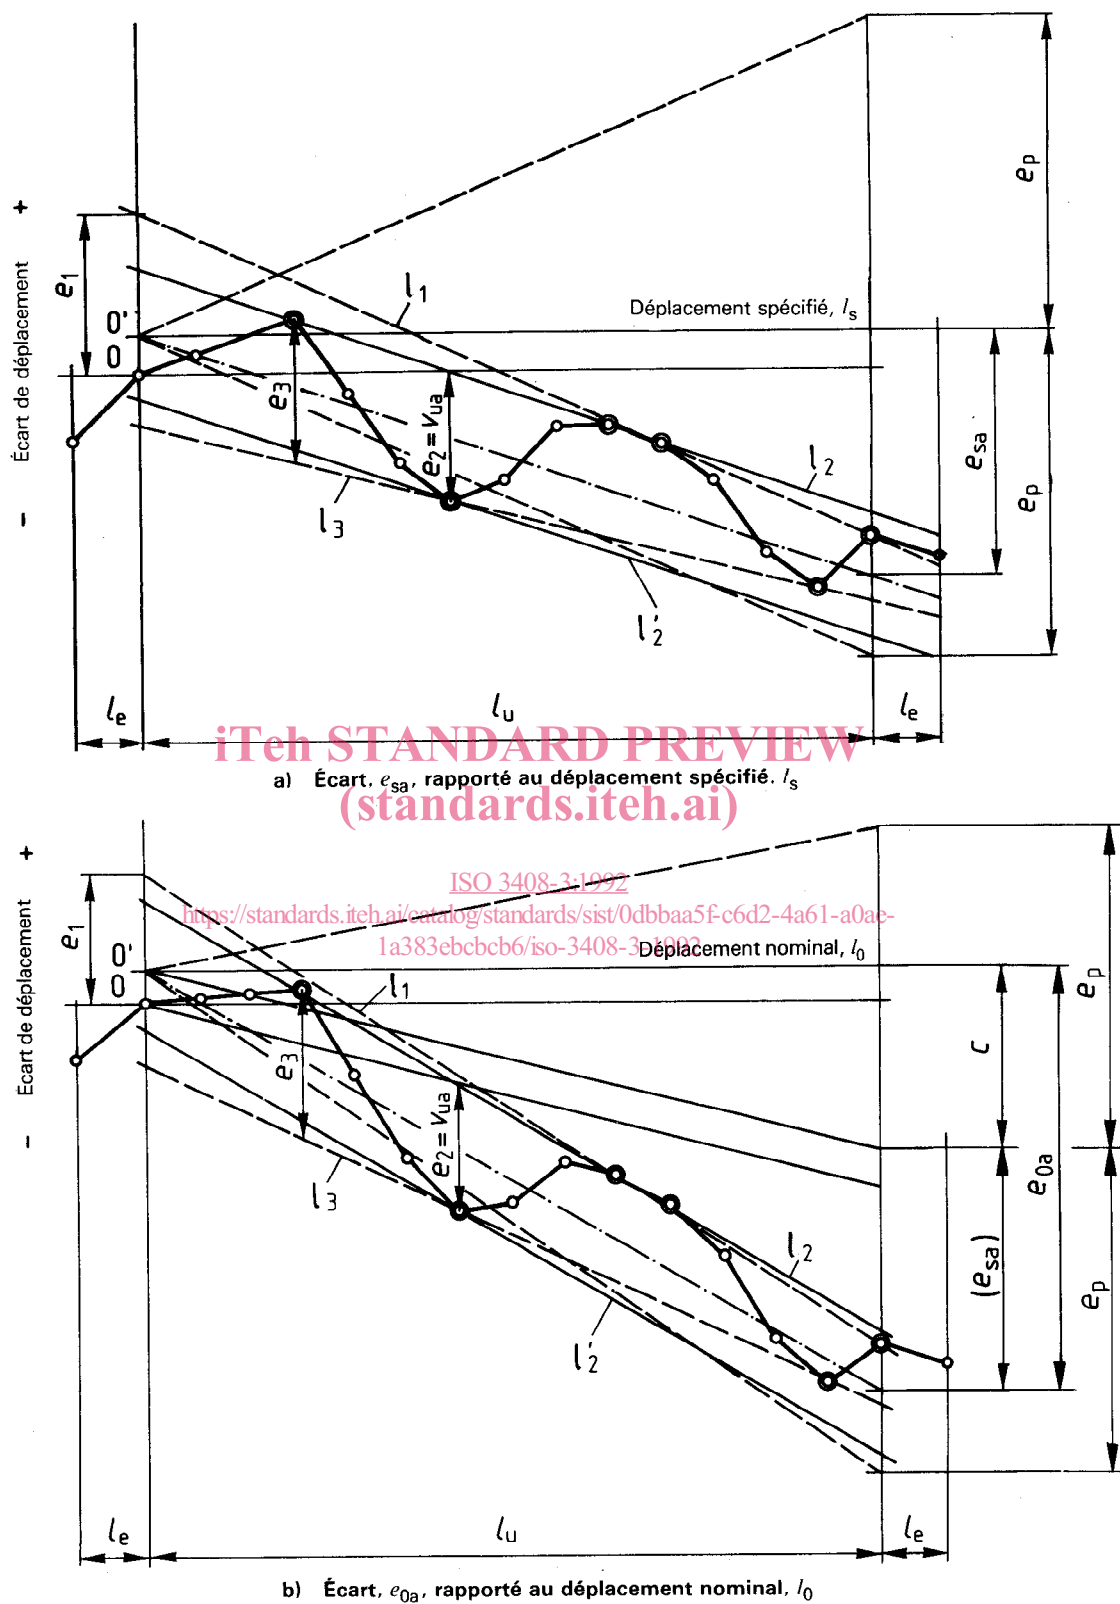 +
Écart de déplacement
−
e₁
O'
O
e₃
l₁
l₃
e₂ = vᵤₐ
Déplacement spécifié, lₛ
l₂
l'₂
eₚ
eₛₐ
eₚ
lₑ
lᵤ
lₑ
iTeh STANDARD PREVIEW
a) Écart, eₛₐ, rapporté au déplacement spécifié, lₛ
(standards.iteh.ai)
+
Écart de déplacement
−
ISO 3408-3:1992
https://standards.iteh.ai/catalog/standards/sist/0dbbaa5f-c6d2-4a61-a0ae-
1a383ebcbcb6/iso-3408-3-1992
Déplacement nominal, l₀
e₁
O'
O
l₁
e₃
e₂ = vᵤₐ
l₃
l₂
l'₂
c
eₚ
e₀ₐ
(eₛₐ)
eₚ
lₑ
lᵤ
lₑ
b) Écart, e₀ₐ, rapporté au déplacement nominal, l₀